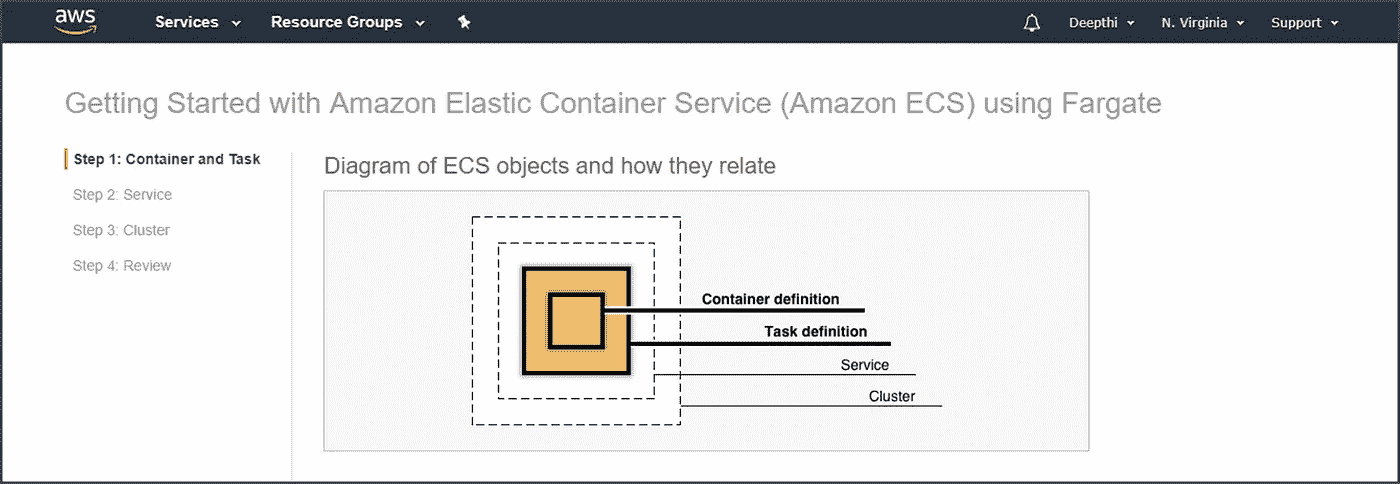 aws Services Resource Groups Deepthi N. Virginia Support
Getting Started with Amazon Elastic Container Service (Amazon ECS) using Fargate
Step 1: Container and Task
Step 2: Service
Step 3: Cluster
Step 4: Review
Diagram of ECS objects and how they relate
Container definition
Task definition
Service
Cluster